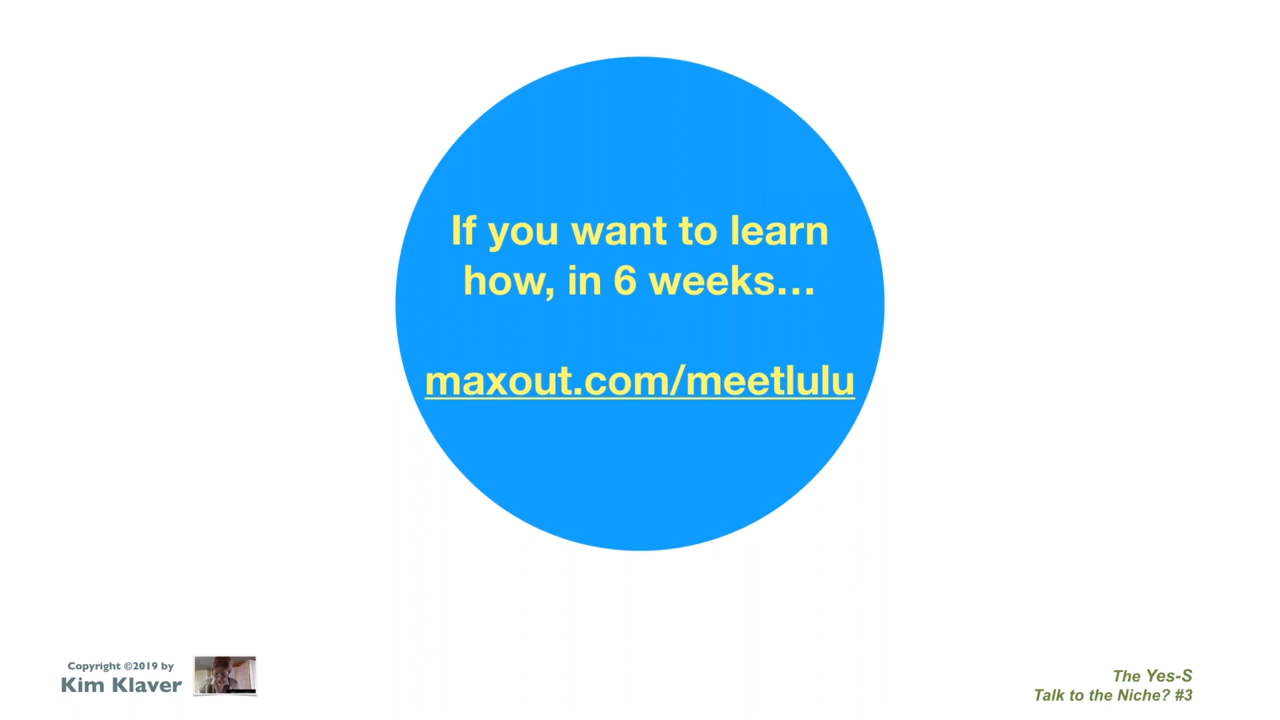 If you want to learn
how, in 6 weeks…
maxout.com/meetlulu
Copyright ©2019 by
Kim Klaver
The Yes-S
Talk to the Niche? #3